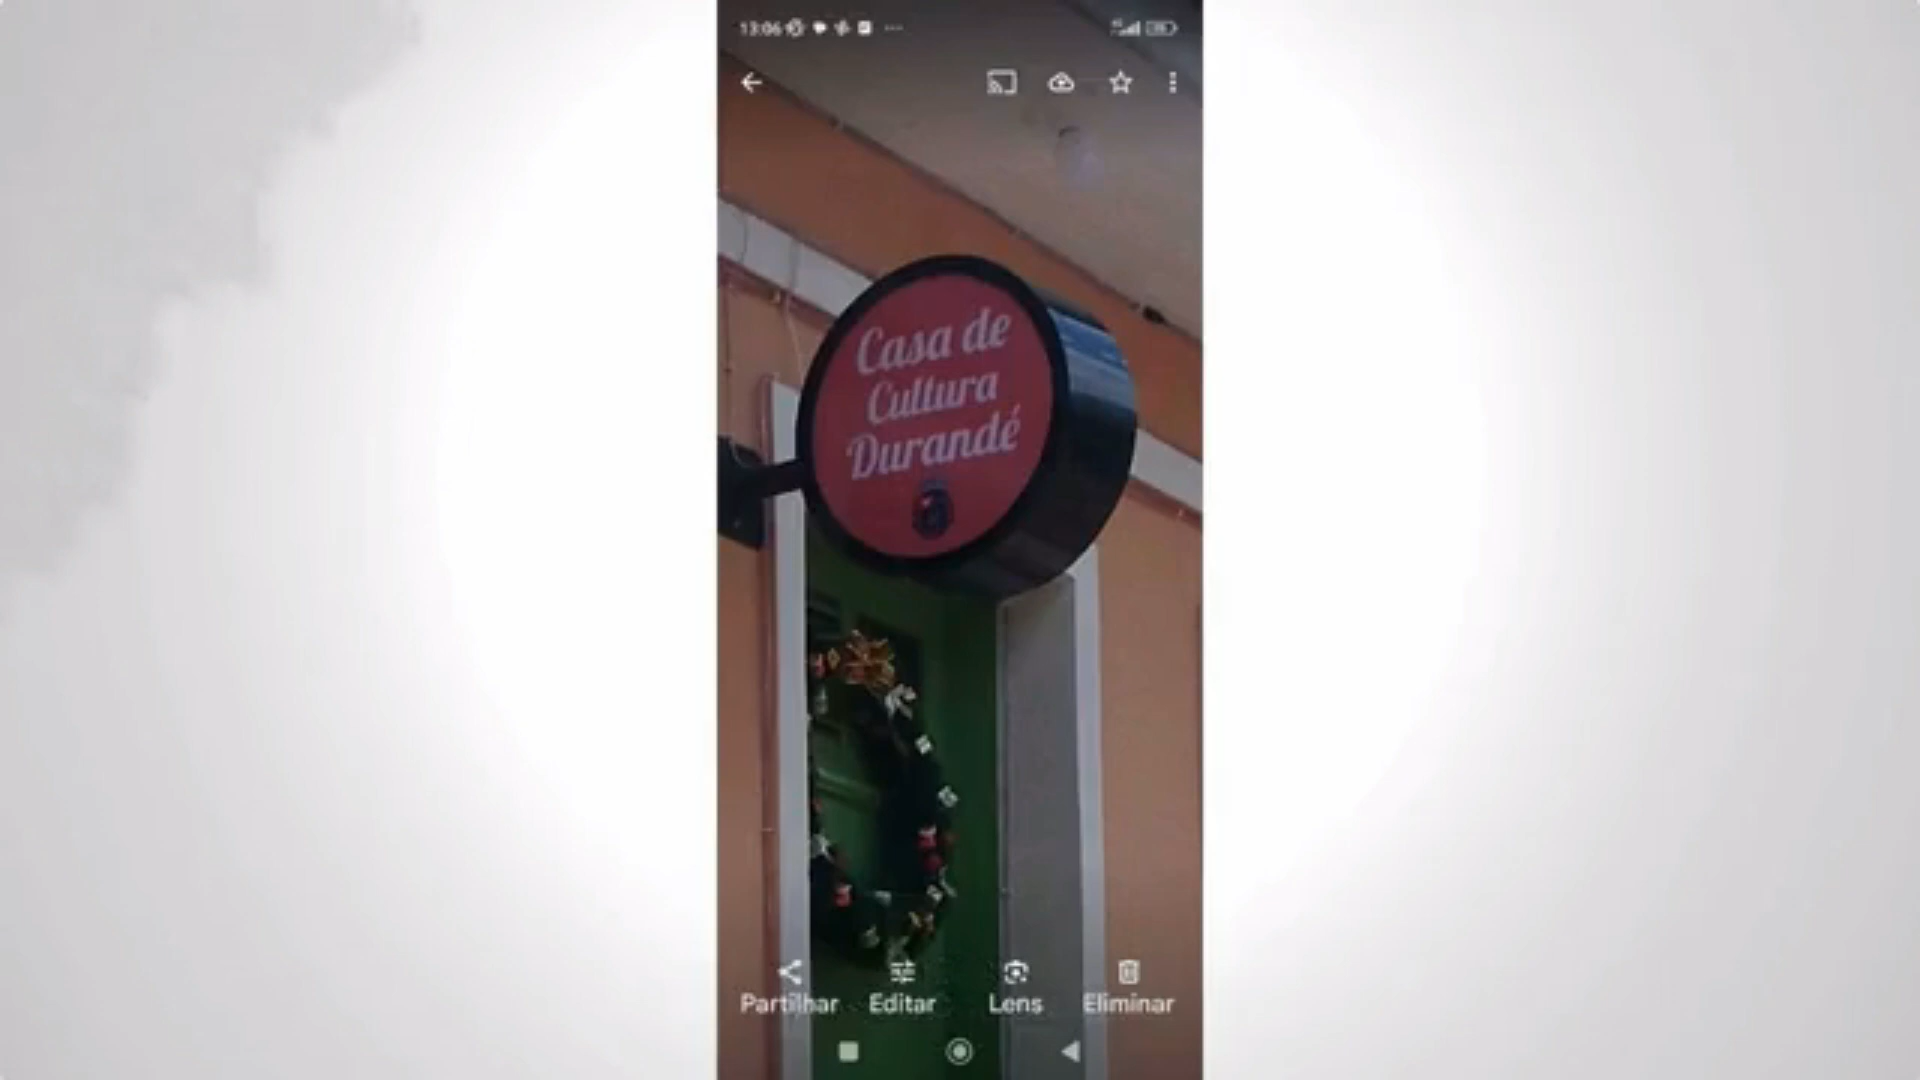 13:06
Casa de
Cultura
Durandé
Partilhar Editar Lens Eliminar